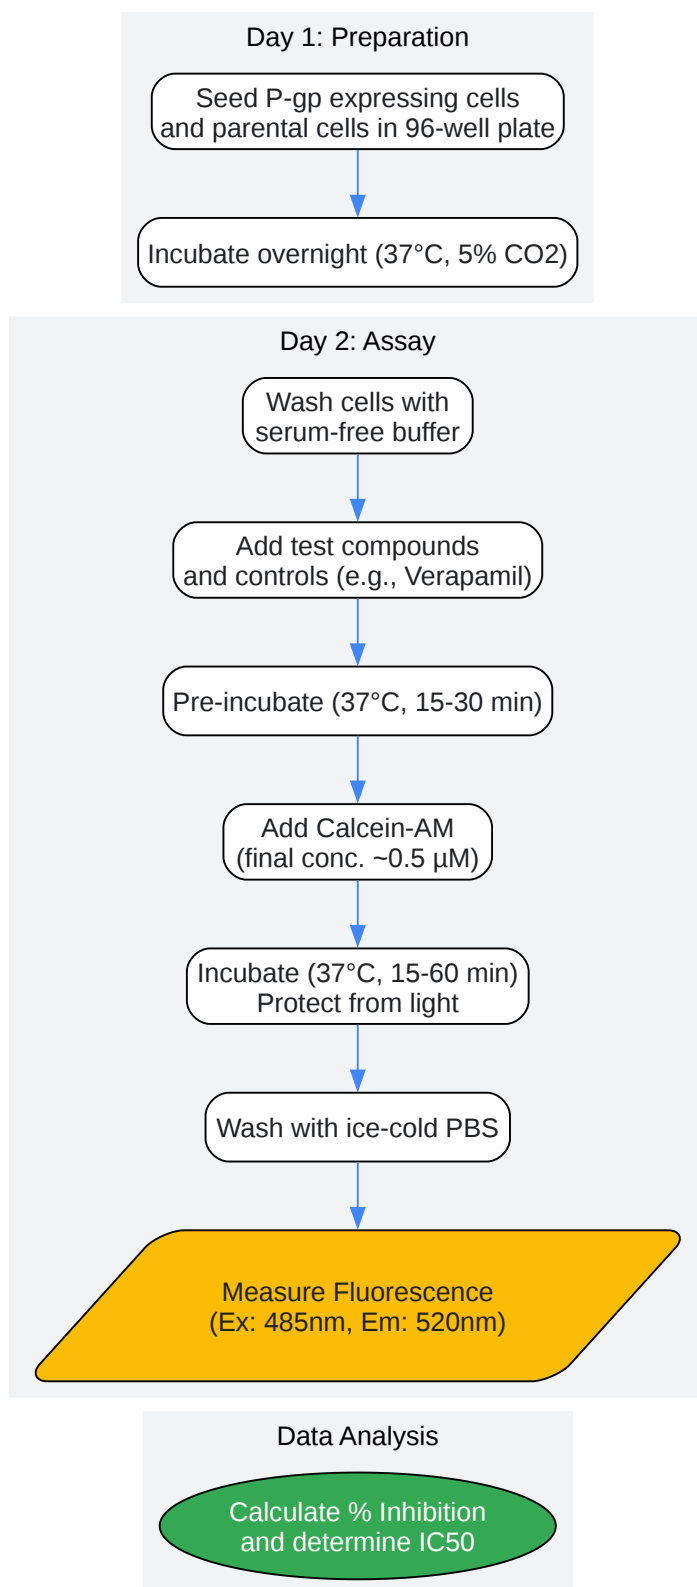 Day 1: Preparation
Seed P-gp expressing cells
and parental cells in 96-well plate
Incubate overnight (37°C, 5% CO2)
Day 2: Assay
Wash cells with
serum-free buffer
Add test compounds
and controls (e.g., Verapamil)
Pre-incubate (37°C, 15-30 min)
Add Calcein-AM
(final conc. ~0.5 µM)
Incubate (37°C, 15-60 min)
Protect from light
Wash with ice-cold PBS
Measure Fluorescence
(Ex: 485nm, Em: 520nm)
Data Analysis
Calculate % Inhibition
and determine IC50